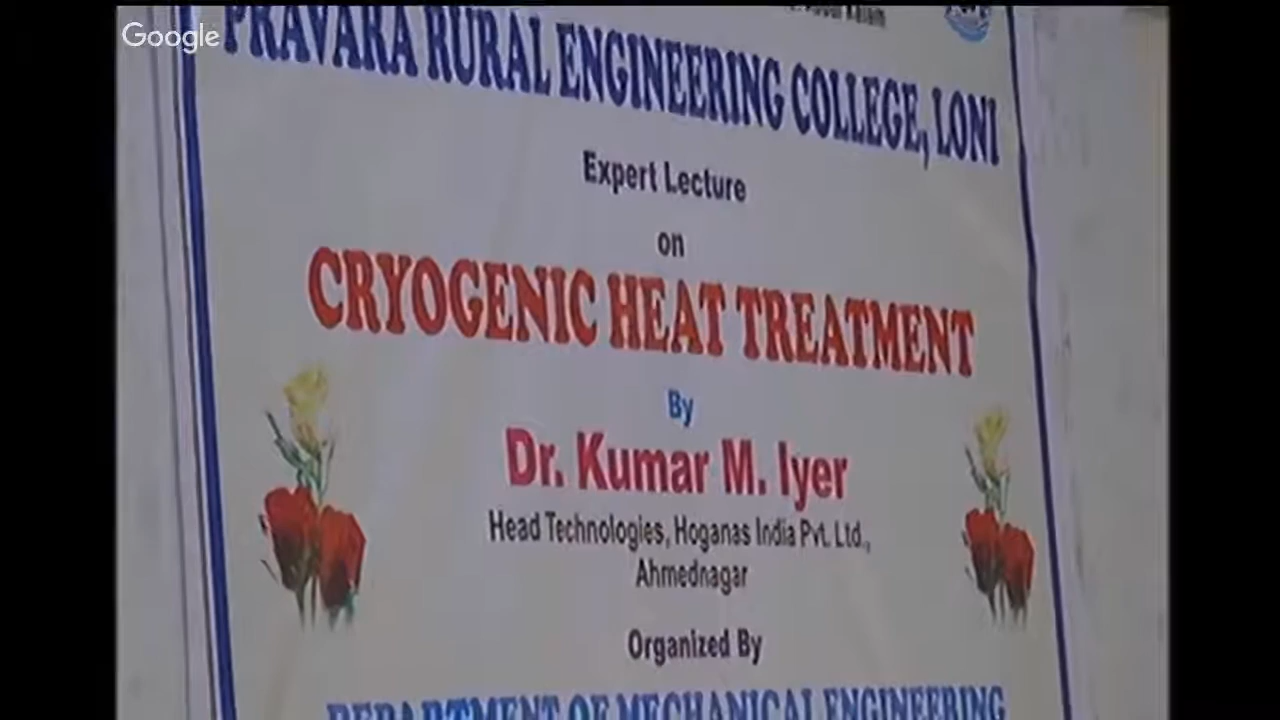 Google
Kalam
PRAVARA RURAL ENGINEERING COLLEGE, LONI
Expert Lecture
on
CRYOGENIC HEAT TREATMENT
By
Dr. Kumar M. Iyer
Head Technologies, Hoganas India Pvt. Ltd.,
Ahmednagar
Organized By
DEPARTMENT OF MECHANICAL ENGINEERING